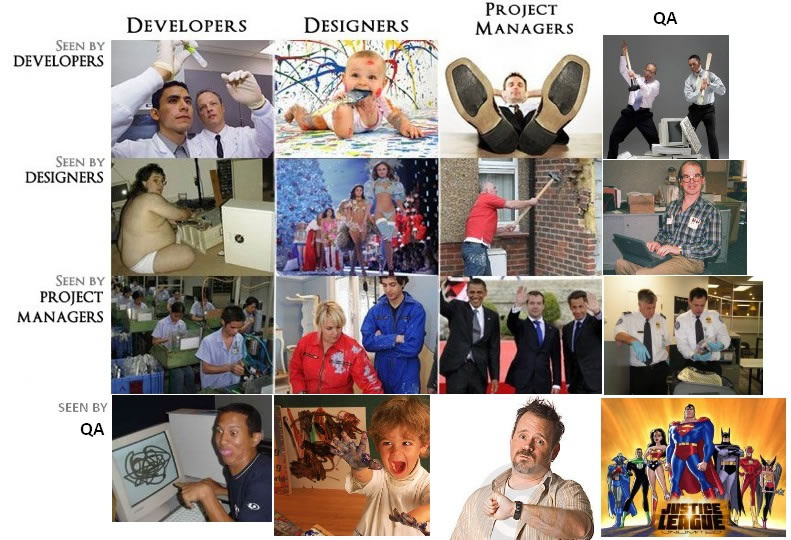 DEVELOPERS
DESIGNERS
PROJECT
MANAGERS
QA
SEEN BY
DEVELOPERS
SEEN BY
DESIGNERS
SEEN BY
PROJECT
MANAGERS
SEEN BY
QA
JUSTICE
LEAGUE
UNLIMITED